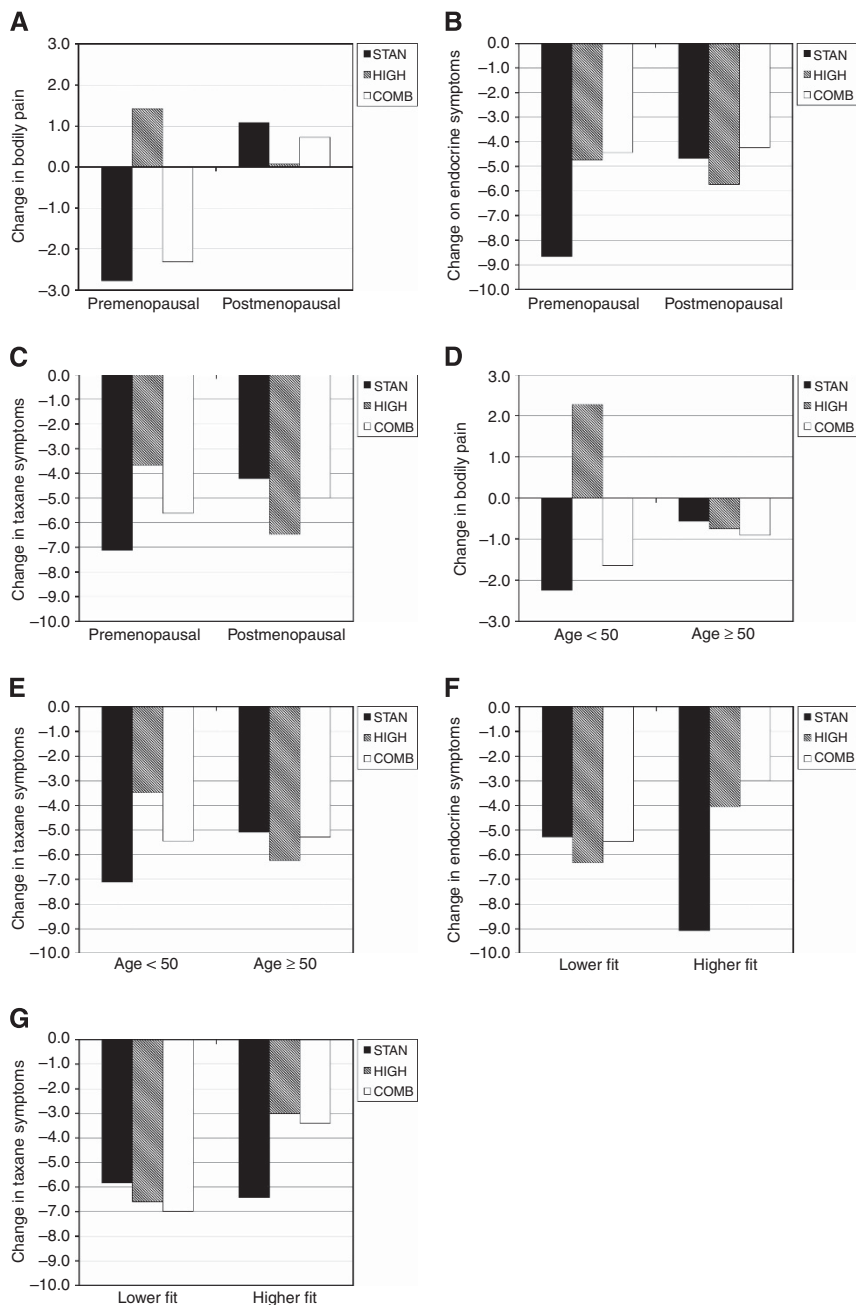 A
Change in bodily pain
3.0
2.0
1.0
0.0
–1.0
–2.0
–3.0
Premenopausal Postmenopausal
STAN
HIGH
COMB
B
Change on endocrine symptoms
0.0
–1.0
–2.0
–3.0
–4.0
–5.0
–6.0
–7.0
–8.0
–9.0
–10.0
Premenopausal Postmenopausal
STAN
HIGH
COMB
C
Change in taxane symptoms
0.0
–1.0
–2.0
–3.0
–4.0
–5.0
–6.0
–7.0
–8.0
–9.0
–10.0
Premenopausal Postmenopausal
STAN
HIGH
COMB
D
Change in bodily pain
3.0
2.0
1.0
0.0
–1.0
–2.0
–3.0
Age < 50 Age ≥ 50
STAN
HIGH
COMB
E
Change in taxane symptoms
0.0
–1.0
–2.0
–3.0
–4.0
–5.0
–6.0
–7.0
–8.0
–9.0
–10.0
Age < 50 Age ≥ 50
STAN
HIGH
COMB
F
Change in endocrine symptoms
0.0
–1.0
–2.0
–3.0
–4.0
–5.0
–6.0
–7.0
–8.0
–9.0
–10.0
Lower fit Higher fit
STAN
HIGH
COMB
G
Change in taxane symptoms
0.0
–1.0
–2.0
–3.0
–4.0
–5.0
–6.0
–7.0
–8.0
–9.0
–10.0
Lower fit Higher fit
STAN
HIGH
COMB